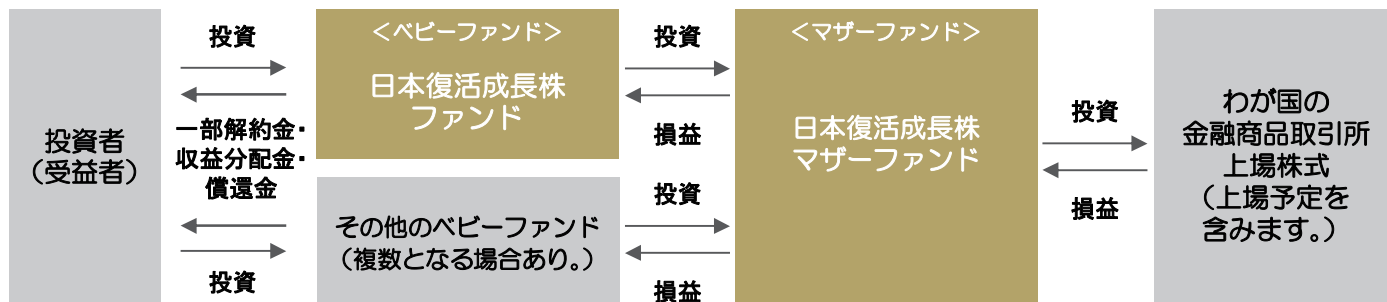 投資者
（受益者）
投資
一部解約金・
収益分配金・
償還金
投資
＜ベビーファンド＞
日本復活成長株
ファンド
その他のベビーファンド
（複数となる場合あり。）
投資
損益
投資
損益
＜マザーファンド＞
日本復活成長株
マザーファンド
投資
損益
わが国の
金融商品取引所
上場株式
（上場予定を
含みます。）